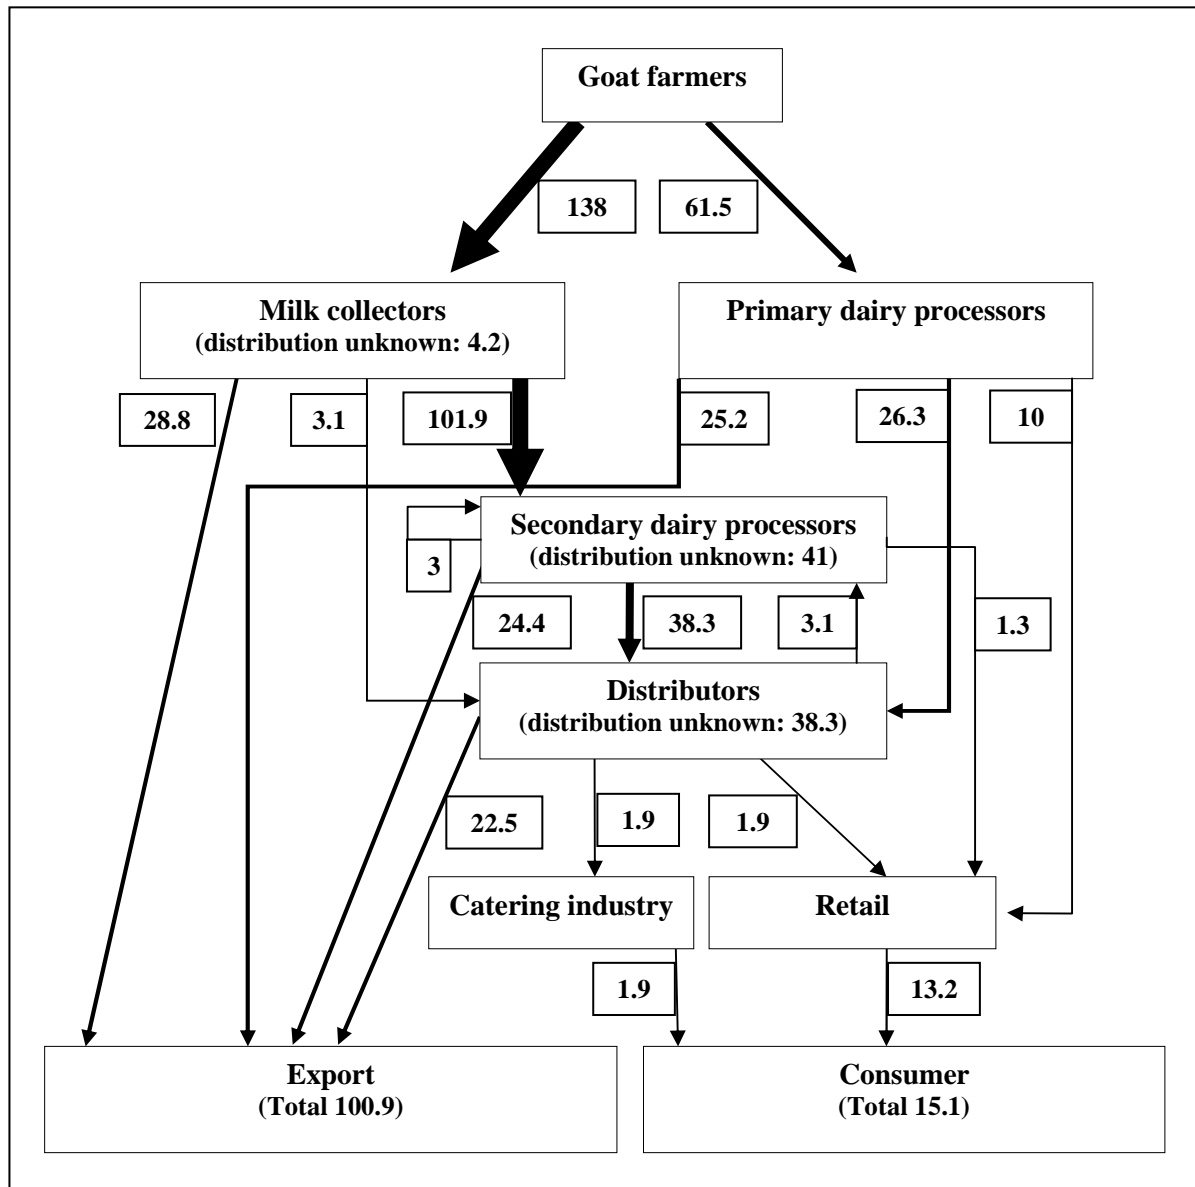 Goat farmers
138
61.5
Milk collectors
(distribution unknown: 4.2)
Primary dairy processors
28.8
3.1
101.9
25.2
26.3
10
Secondary dairy processors
(distribution unknown: 41)
3
24.4
38.3
3.1
1.3
Distributors
(distribution unknown: 38.3)
22.5
1.9
1.9
Catering industry
Retail
1.9
13.2
Export
(Total 100.9)
Consumer
(Total 15.1)